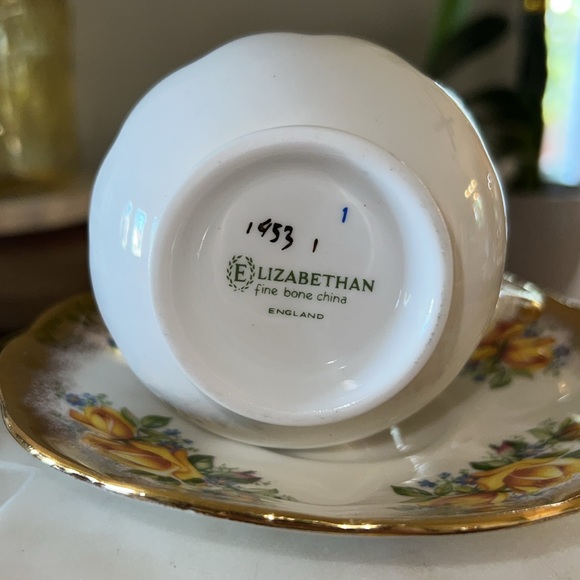 1
1953 1
ELIZABETHAN
fine bone china
ENGLAND